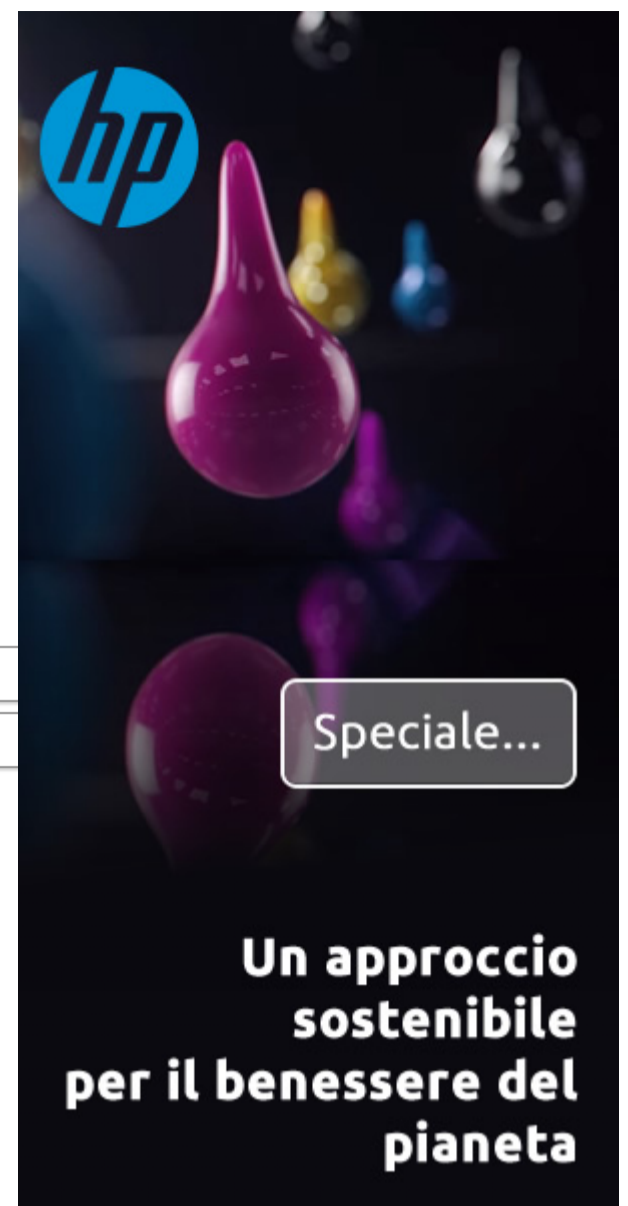 hp
Speciale...
Un approccio
sostenibile
per il benessere del
pianeta